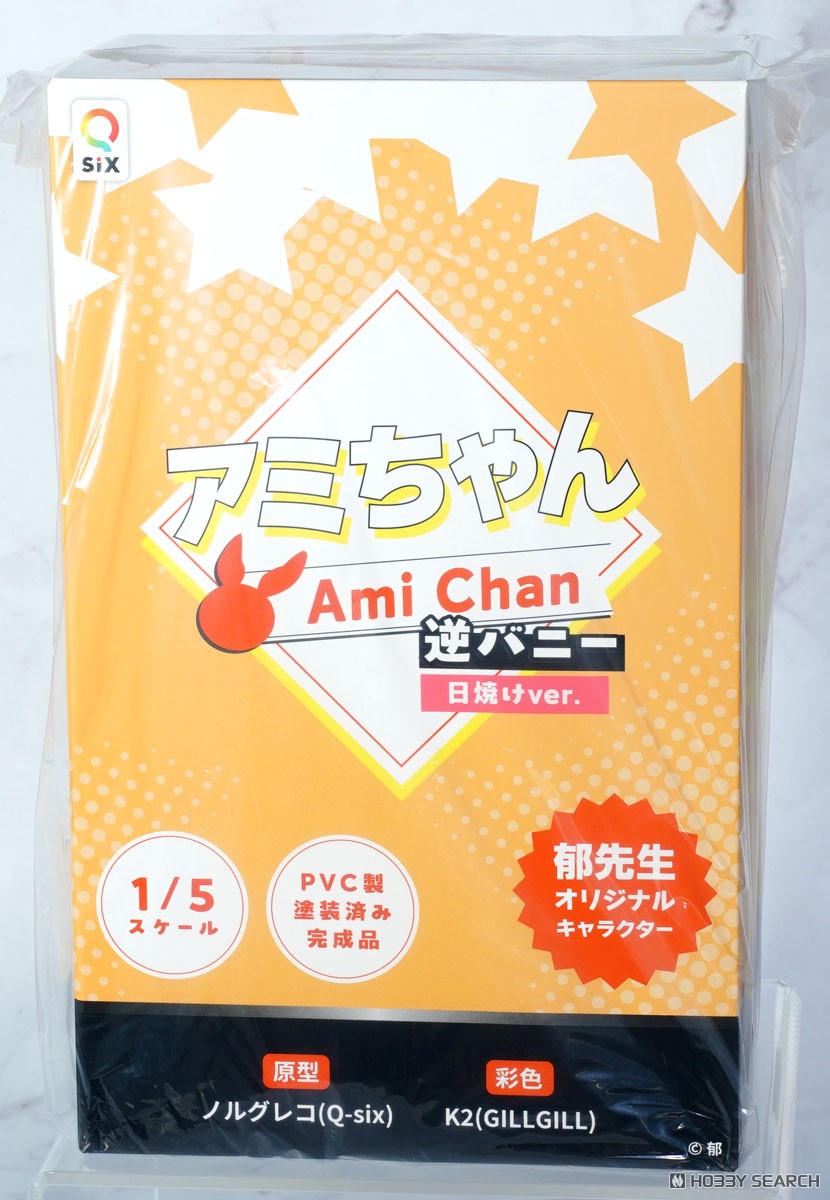 Q
SiX
アミちゃん
Ami Chan
逆バニー
日焼けver.
1/5
スケール
PVC製
塗装済み
完成品
郁先生
オリジナル
キャラクター
原型
ノルグレコ(Q-six)
彩色
K2(GILLGILL)
© 郁
HOBBY SEARCH